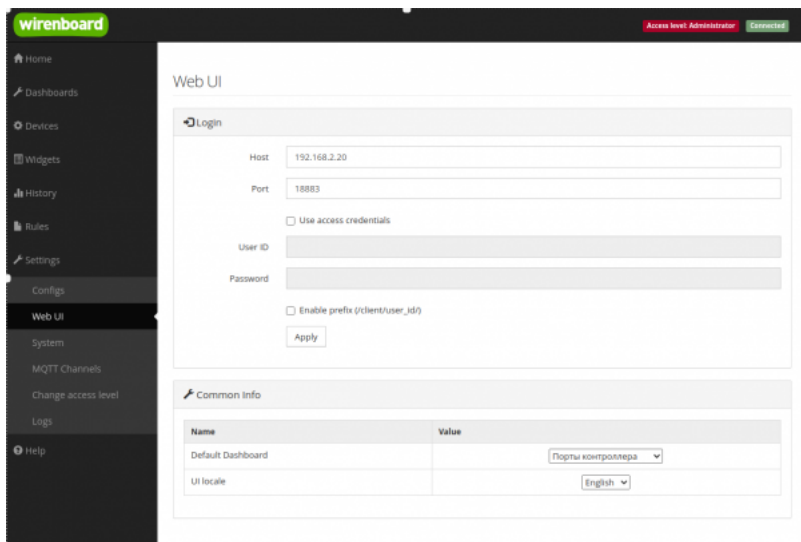 wirenboard
Access level: Administrator
Connected
Home
Dashboards
Devices
Widgets
History
Rules
Settings
Configs
Web UI
System
MQTT Channels
Change access level
Logs
Help
Web UI
Login
Host 192.168.2.20
Port 18883
Use access credentials
User ID
Password
Enable prefix (/client/user_id/)
Apply
Common Info
Name Value
Default Dashboard Порты контроллера
UI locale English